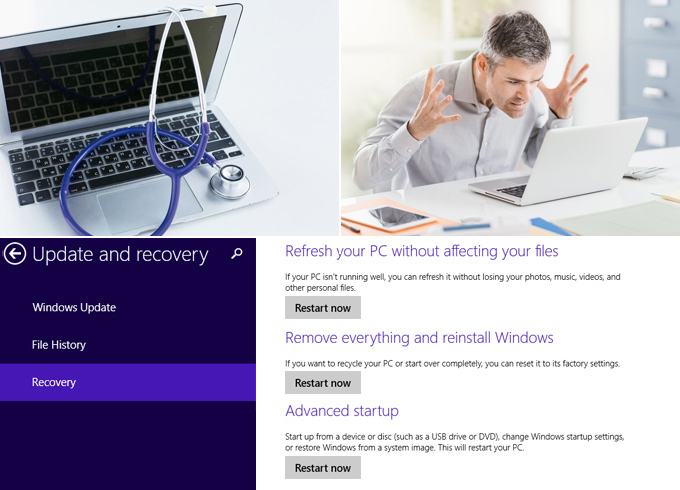 Update and recovery
Windows Update
File History
Recovery
Refresh your PC without affecting your files
If your PC isn't running well, you can refresh it without losing your photos, music, videos, and
other personal files.
Restart now
Remove everything and reinstall Windows
If you want to recycle your PC or start over completely, you can reset it to its factory settings.
Restart now
Advanced startup
Start up from a device or disc (such as a USB drive or DVD), change Windows startup settings,
or restore Windows from a system image. This will restart your PC.
Restart now